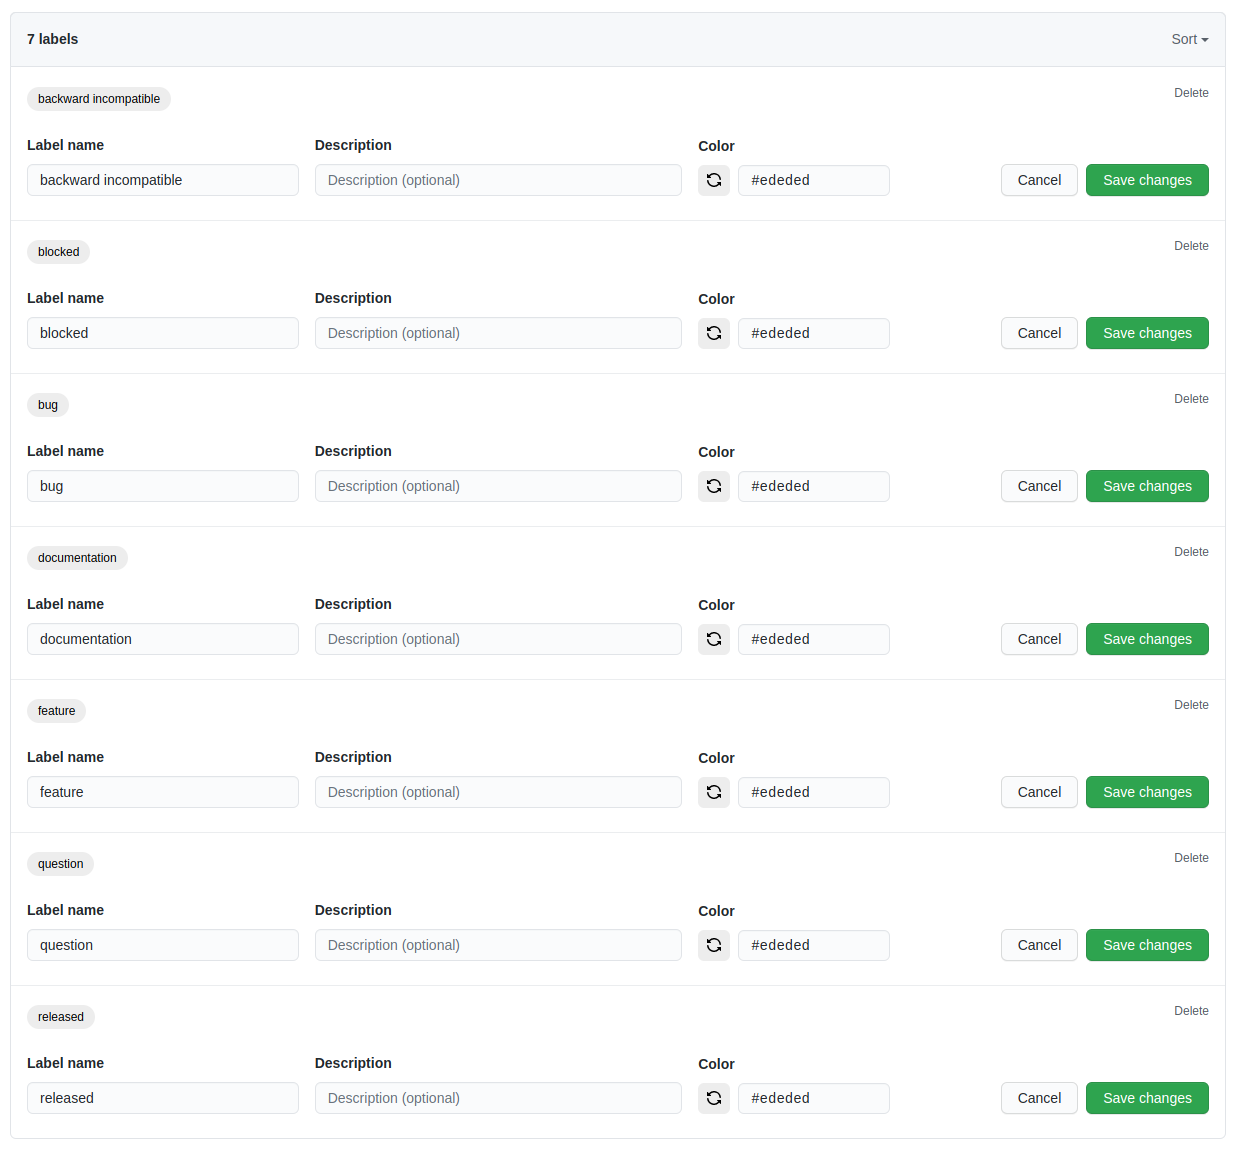 7 labels Sort
backward incompatible Delete
Label name Description Color
backward incompatible Description (optional) #ededed Cancel Save changes
blocked Delete
Label name Description Color
blocked Description (optional) #ededed Cancel Save changes
bug Delete
Label name Description Color
bug Description (optional) #ededed Cancel Save changes
documentation Delete
Label name Description Color
documentation Description (optional) #ededed Cancel Save changes
feature Delete
Label name Description Color
feature Description (optional) #ededed Cancel Save changes
question Delete
Label name Description Color
question Description (optional) #ededed Cancel Save changes
released Delete
Label name Description Color
released Description (optional) #ededed Cancel Save changes